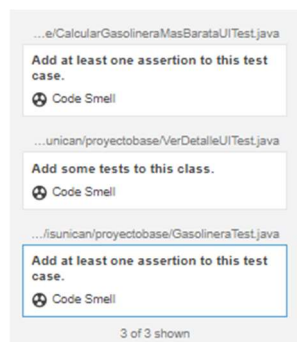 ...e/CalcularGasolineraMasBarataUITest.java
Add at least one assertion to this test
case.
Code Smell
...unican/proyectobase/VerDetalleUITest.java
Add some tests to this class.
Code Smell
.../isunican/proyectobase/GasolineraTest.java
Add at least one assertion to this test
case.
Code Smell
3 of 3 shown